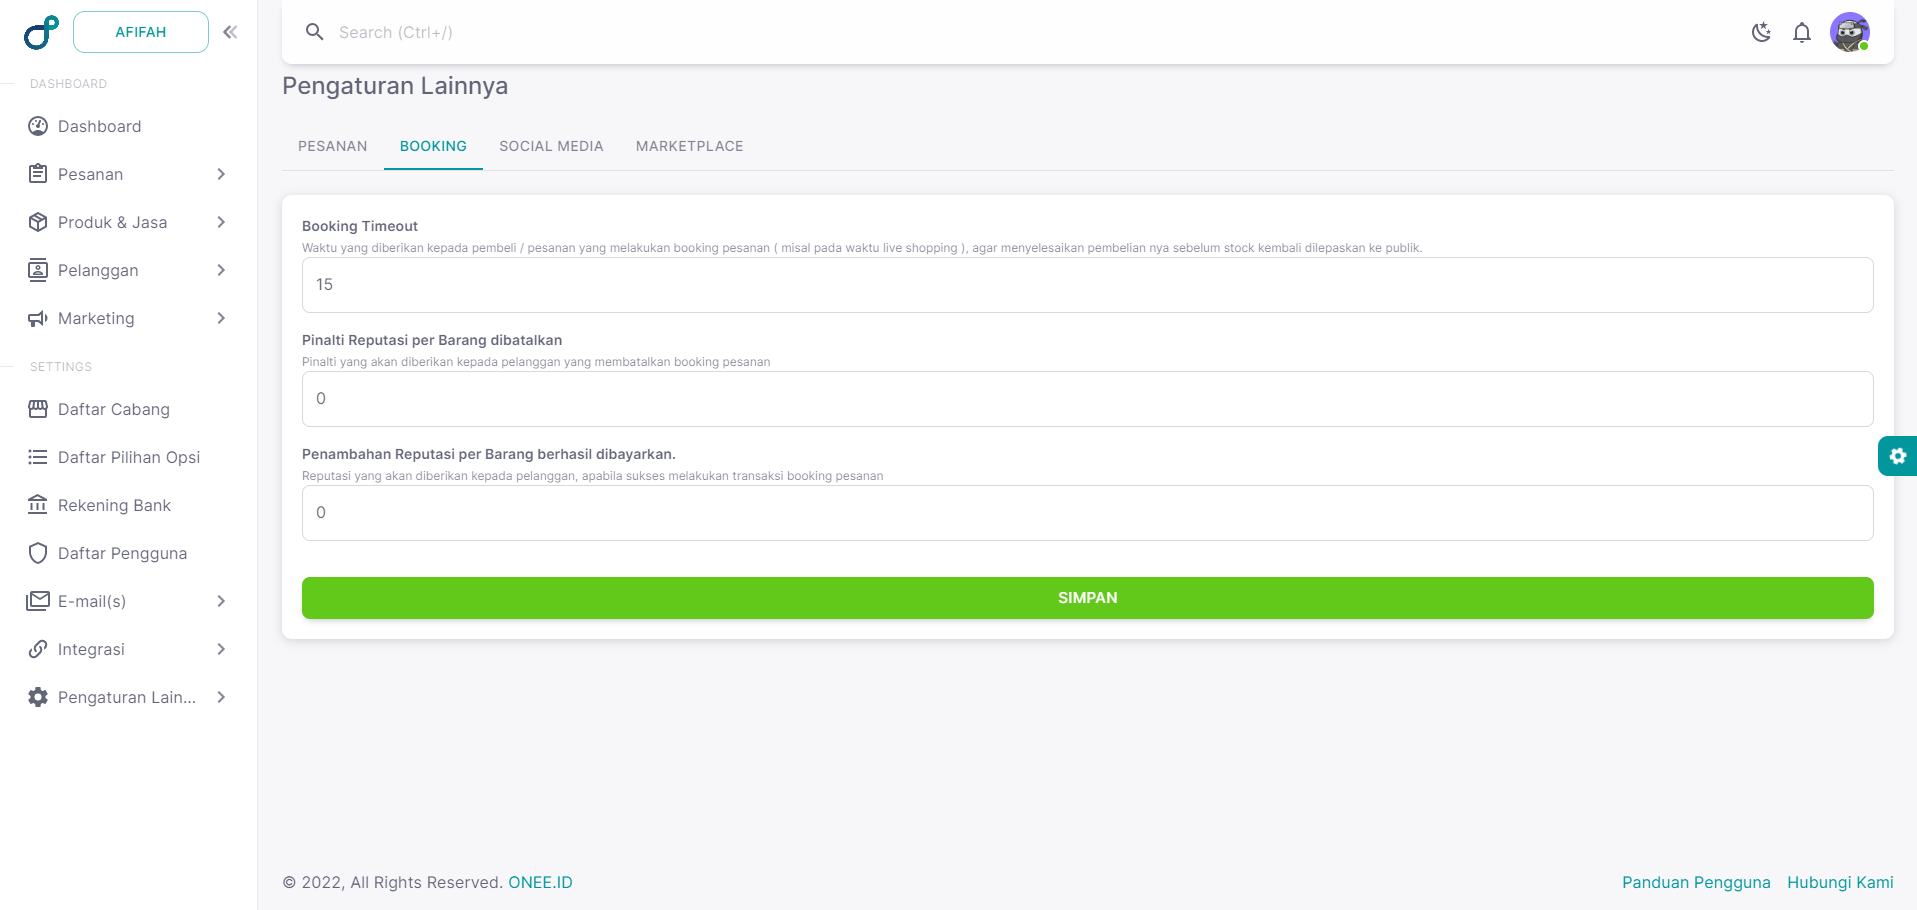 AFIFAH
Search (Ctrl+/)
DASHBOARD
Dashboard
Pesanan
Produk & Jasa
Pelanggan
Marketing
SETTINGS
Daftar Cabang
Daftar Pilihan Opsi
Rekening Bank
Daftar Pengguna
E-mail(s)
Integrasi
Pengaturan Lain...
Pengaturan Lainnya
PESANAN
BOOKING
SOCIAL MEDIA
MARKETPLACE
Booking Timeout
Waktu yang diberikan kepada pembeli / pesanan yang melakukan booking pesanan ( misal pada waktu live shopping ), agar menyelesaikan pembelian nya sebelum stock kembali dilepaskan ke publik.
15
Pinalti Reputasi per Barang dibatalkan
Pinalti yang akan diberikan kepada pelanggan yang membatalkan booking pesanan
0
Penambahan Reputasi per Barang berhasil dibayarkan.
Reputasi yang akan diberikan kepada pelanggan, apabila sukses melakukan transaksi booking pesanan
0
SIMPAN
© 2022, All Rights Reserved. ONEE.ID
Panduan Pengguna
Hubungi Kami